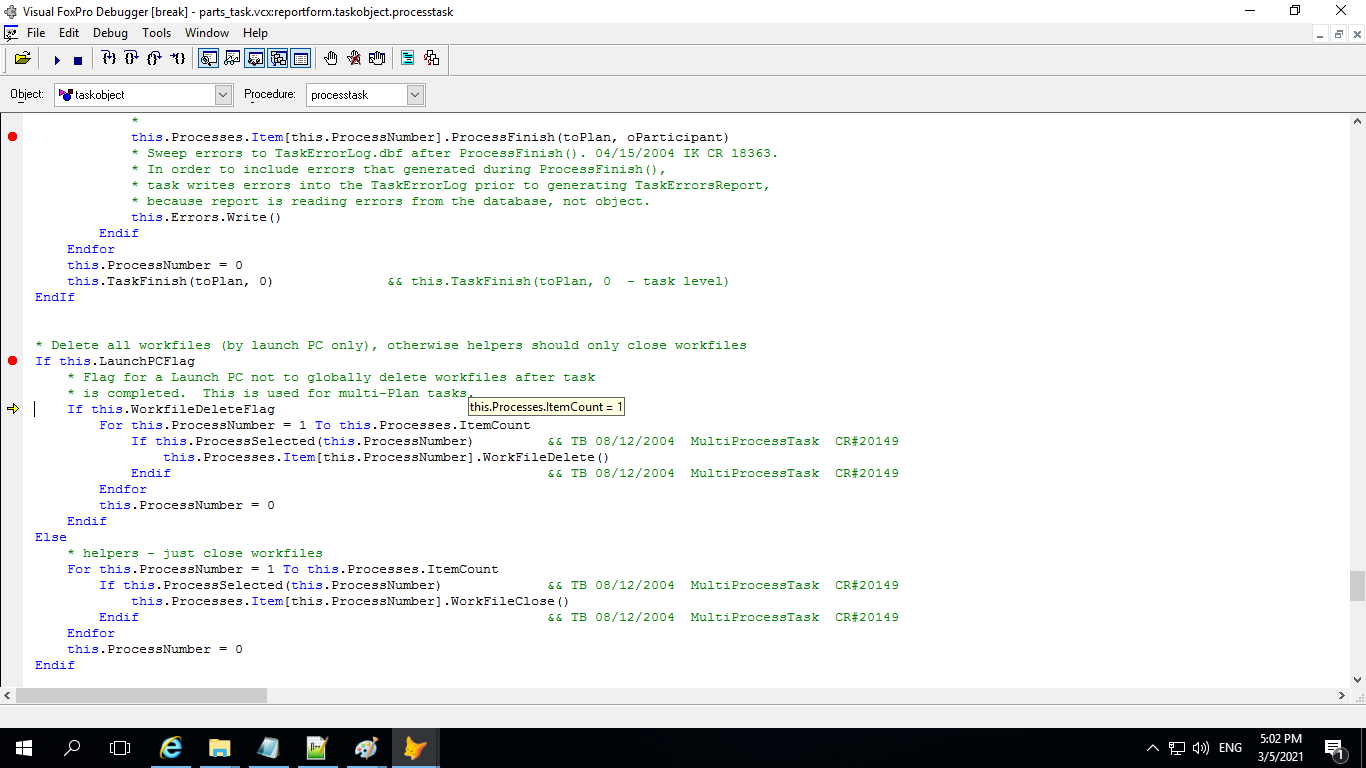 Visual FoxPro Debugger [break] - parts_task.vcx:reportform.taskobject.processtask
File Edit Debug Tools Window Help
Object: taskobject Procedure: processtask
*
this.Processes.Item[this.ProcessNumber].ProcessFinish(toPlan, oParticipant)
* Sweep errors to TaskErrorLog.dbf after ProcessFinish(). 04/15/2004 IK CR 18363.
* In order to include errors that generated during ProcessFinish(),
* task writes errors into the TaskErrorLog prior to generating TaskErrorsReport,
* because report is reading errors from the database, not object.
this.Errors.Write()
Endif
Endfor
this.ProcessNumber = 0
this.TaskFinish(toPlan, 0) && this.TaskFinish(toPlan, 0 - task level)
EndIf
* Delete all workfiles (by launch PC only), otherwise helpers should only close workfiles
If this.LaunchPCFlag
* Flag for a Launch PC not to globally delete workfiles after task
* is completed. This is used for multi-Plan tasks.
If this.WorkfileDeleteFlag
this.Processes.ItemCount = 1
For this.ProcessNumber = 1 To this.Processes.ItemCount
If this.ProcessSelected(this.ProcessNumber) && TB 08/12/2004 MultiProcessTask CR#20149
this.Processes.Item[this.ProcessNumber].WorkFileDelete()
Endif && TB 08/12/2004 MultiProcessTask CR#20149
Endfor
this.ProcessNumber = 0
Endif
Else
* helpers - just close workfiles
For this.ProcessNumber = 1 To this.Processes.ItemCount
If this.ProcessSelected(this.ProcessNumber) && TB 08/12/2004 MultiProcessTask CR#20149
this.Processes.Item[this.ProcessNumber].WorkFileClose()
Endif && TB 08/12/2004 MultiProcessTask CR#20149
Endfor
this.ProcessNumber = 0
Endif
ENG
5:02 PM
3/5/2021
1